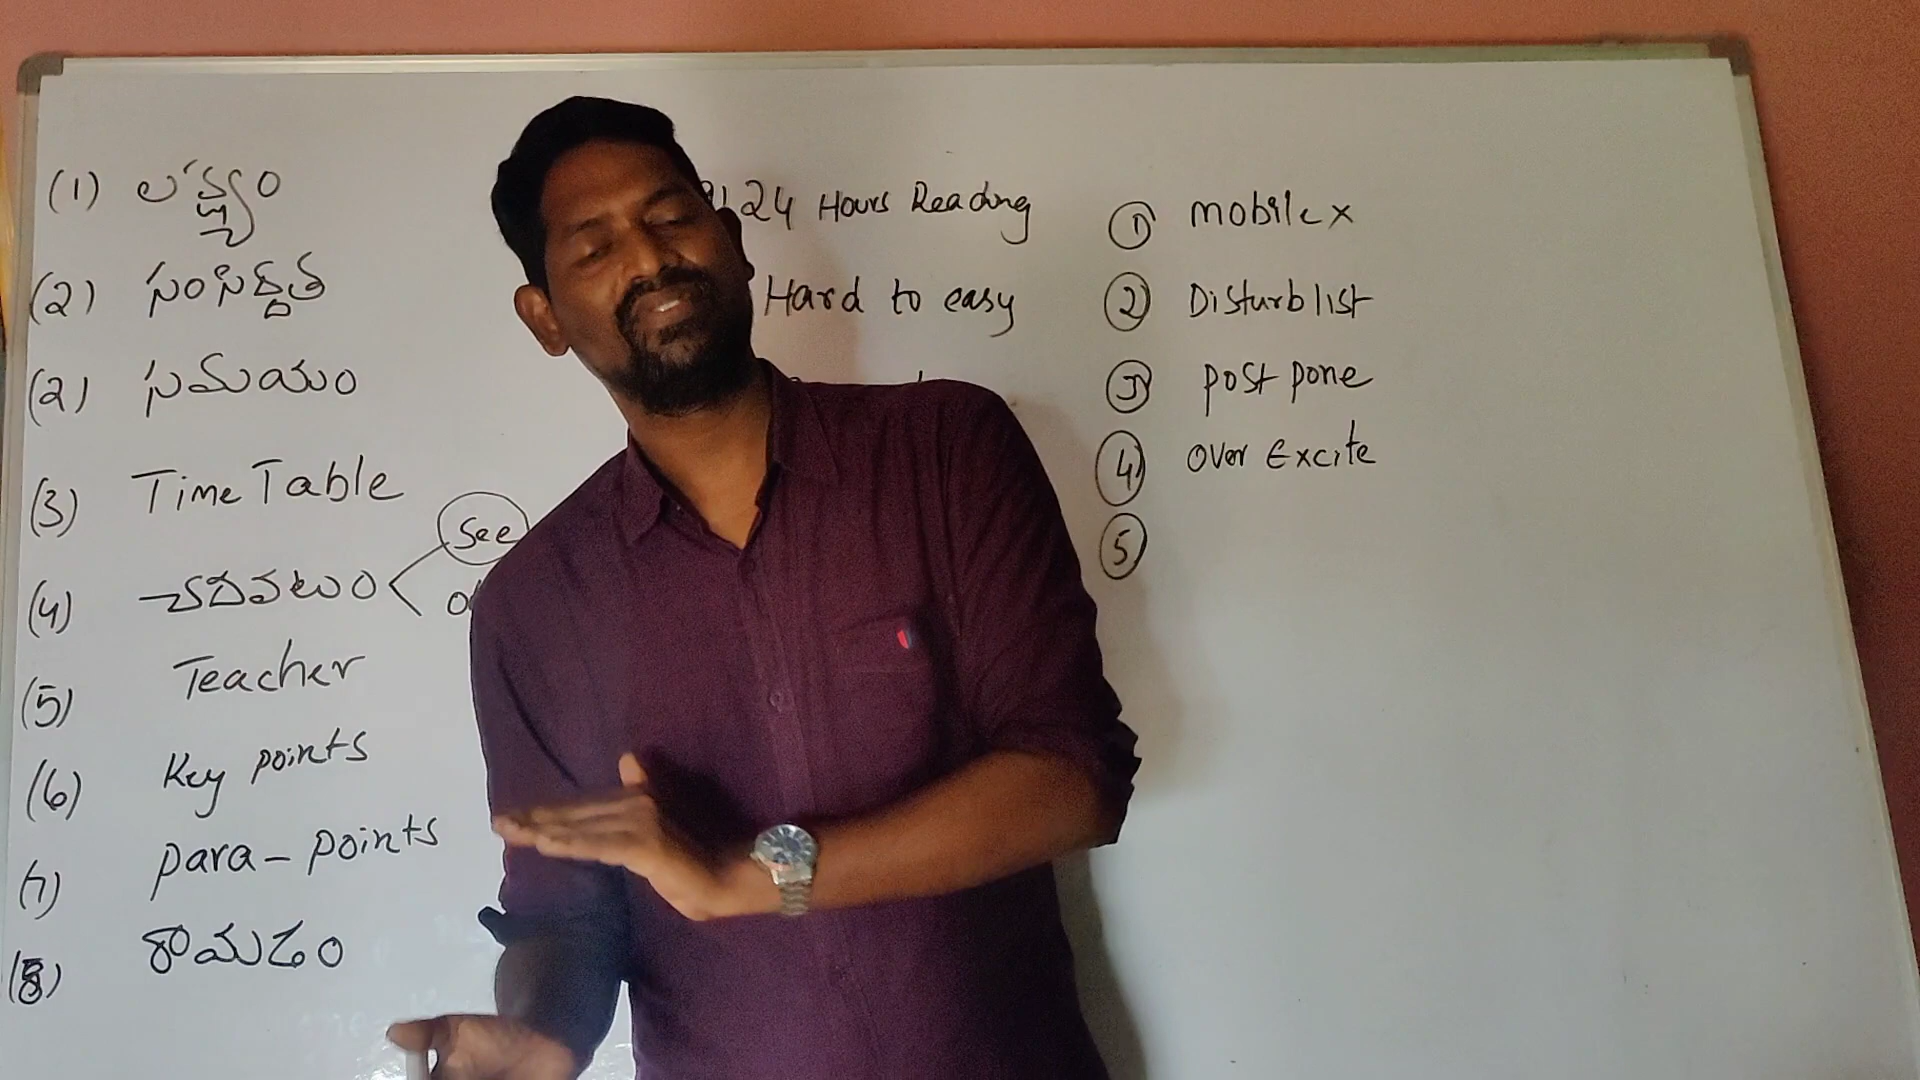 (1) లక్ష్యం
(2) సంసిద్ధత
(2) సమయం
(3) Time Table
(4) చదవటం
See
(5) Teacher
(6) Key points
(7) para-points
(8) రాయడం
24 Hours Reading
Hard to easy
① mobile x
② Disturb list
③ post pone
④ Over Excite
⑤